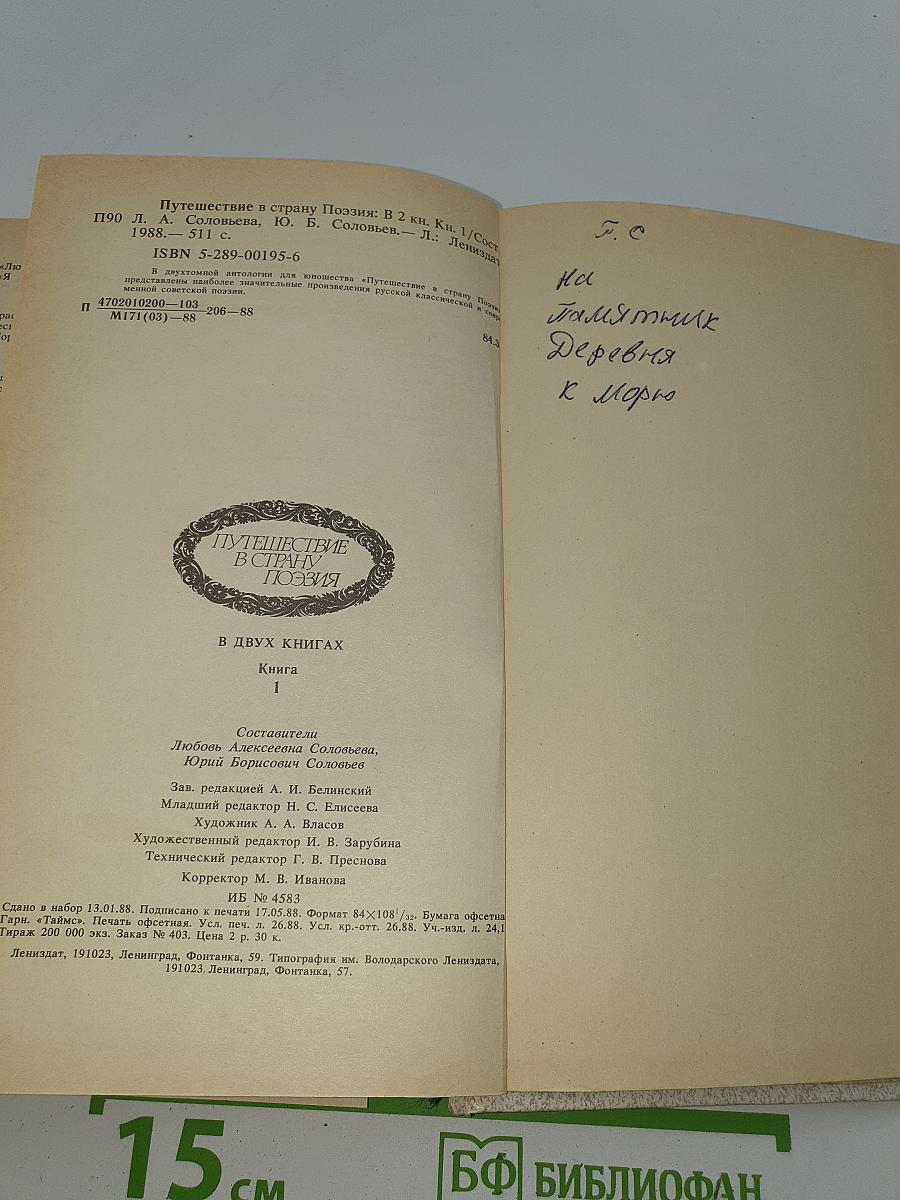 «Лю
«Я
Путешествие в страну Поэзия: В 2 кн. Кн. 1/Сост.
П90 Л. А. Соловьева, Ю. Б. Соловьев.— Л.: Лениздат,
1988.— 511 с.
ISBN 5-289-00195-6
В двухтомной антологии для юношества «Путешествие в страну Поэзия»
представлены наиболее значительные произведения русской классической и совре-
менной советской поэзии.
П 4702010200—103
М171(03)—88
206—88
84.3
ПУТЕШЕСТВИЕ
В СТРАНУ
ПОЭЗИЯ
В ДВУХ КНИГАХ
Книга
1
Составители
Любовь Алексеевна Соловьева,
Юрий Борисович Соловьев
Зав. редакцией А. И. Белинский
Младший редактор Н. С. Елисеева
Художник А. А. Власов
Художественный редактор И. В. Зарубина
Технический редактор Г. В. Преснова
Корректор М. В. Иванова
ИБ № 4583
Сдано в набор 13.01.88. Подписано к печати 17.05.88. Формат 84×108¹/₃₂. Бумага офсетна
Гарн. «Таймс». Печать офсетная. Усл. печ. л. 26.88. Усл. кр.-отт. 26.88. Уч.-изд. л. 24,1
Тираж 200 000 экз. Заказ № 403. Цена 2 р. 30 к.
Лениздат, 191023, Ленинград, Фонтанка, 59. Типография им. Володарского Лениздата,
191023, Ленинград, Фонтанка, 57.
F. C
на
памятник
Деревня
к морю
15 см
БФ БИБЛИОФАН